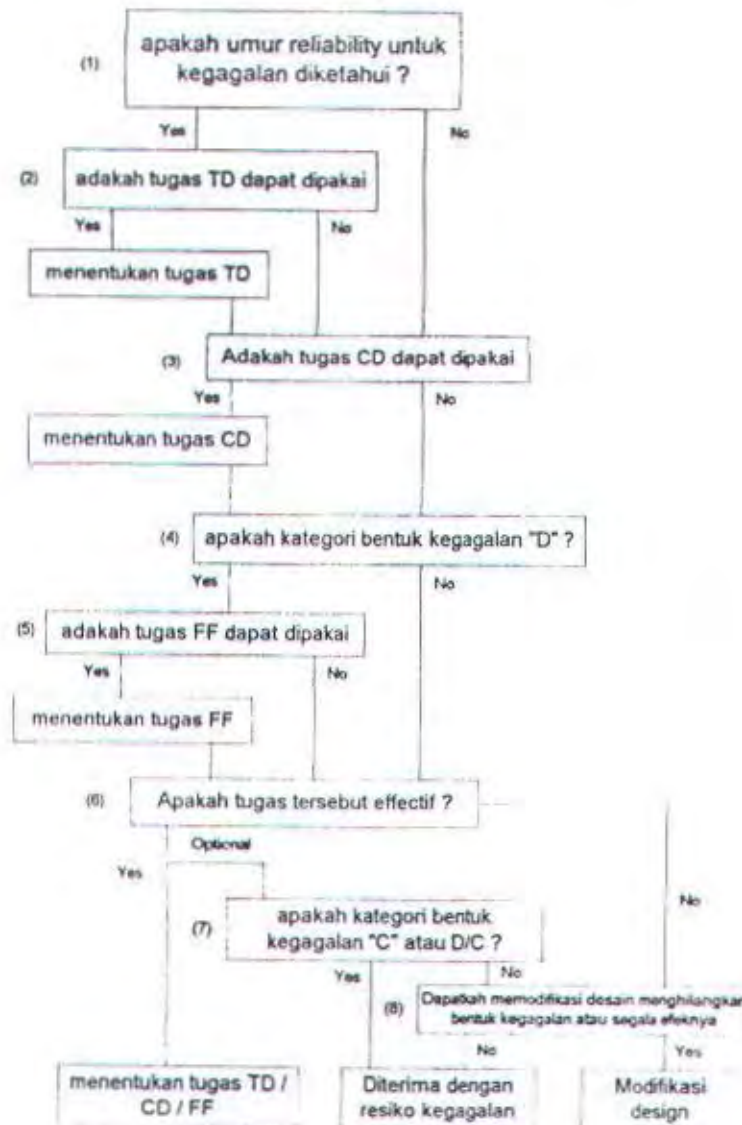 (1)
apakah umur reliability untuk
kegagalan diketahui ?
Yes
No
(2)
adakah tugas TD dapat dipakai
Yes
No
menentukan tugas TD
(3)
Adakah tugas CD dapat dipakai
Yes
No
menentukan tugas CD
(4)
apakah kategori bentuk kegagalan "D" ?
Yes
No
(5)
adakah tugas FF dapat dipakai
Yes
No
menentukan tugas FF
(6)
Apakah tugas tersebut effectif ?
Optional
Yes
No
(7)
apakah kategori bentuk
kegagalan "C" atau D/C ?
Yes
No
(8)
Dapatkah memodifikasi desain menghilangkan
bentuk kegagalan atau segala efeknya
No
Yes
menentukan tugas TD /
CD / FF
Diterima dengan
resiko kegagalan
Modifikasi
design